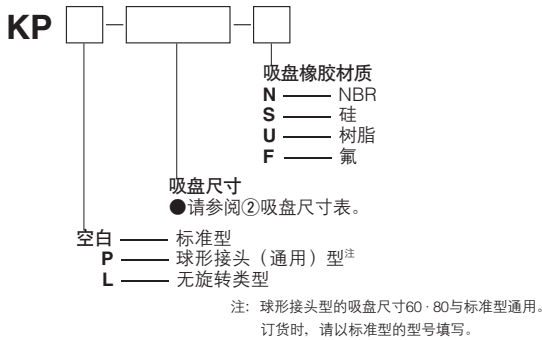 KP □-□-□
吸盘橡胶材质
N —— NBR
S —— 硅
U —— 树脂
F —— 氟
吸盘尺寸
●请参阅②吸盘尺寸表。
空白 —— 标准型
P —— 球形接头（通用）型注
L —— 无旋转类型
注: 球形接头型的吸盘尺寸60·80与标准型通用。
订货时，请以标准型的型号填写。